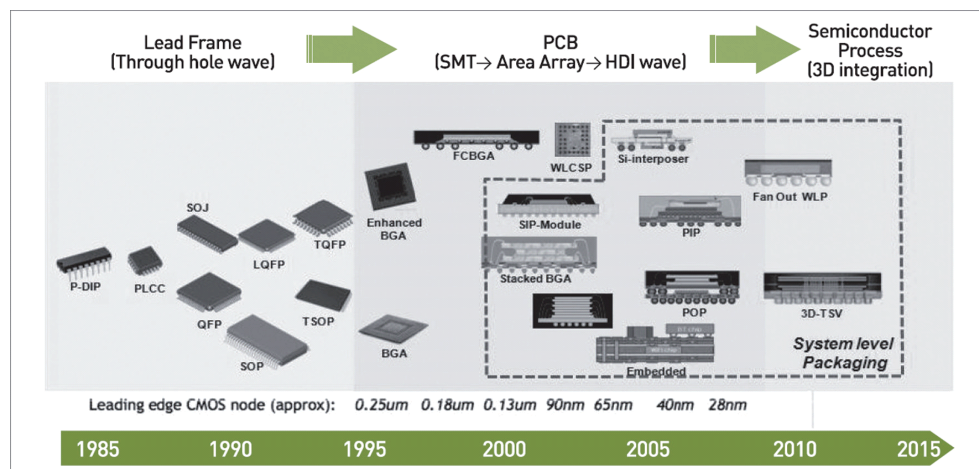 Lead Frame
(Through hole wave)
PCB
(SMT→ Area Array→ HDI wave)
Semiconductor
Process
(3D integration)
FCBGA
WLCSP
Si-interposer
Fan Out WLP
Enhanced
BGA
SOJ
TQFP
SIP-Module
PIP
LQFP
P-DIP
PLCC
Stacked BGA
QFP
TSOP
POP
3D-TSV
SOP
BGA
Embedded
System level
Packaging
Leading edge CMOS node (approx): 0.25um 0.18um 0.13um 90nm 65nm 40nm 28nm
1985 1990 1995 2000 2005 2010 2015